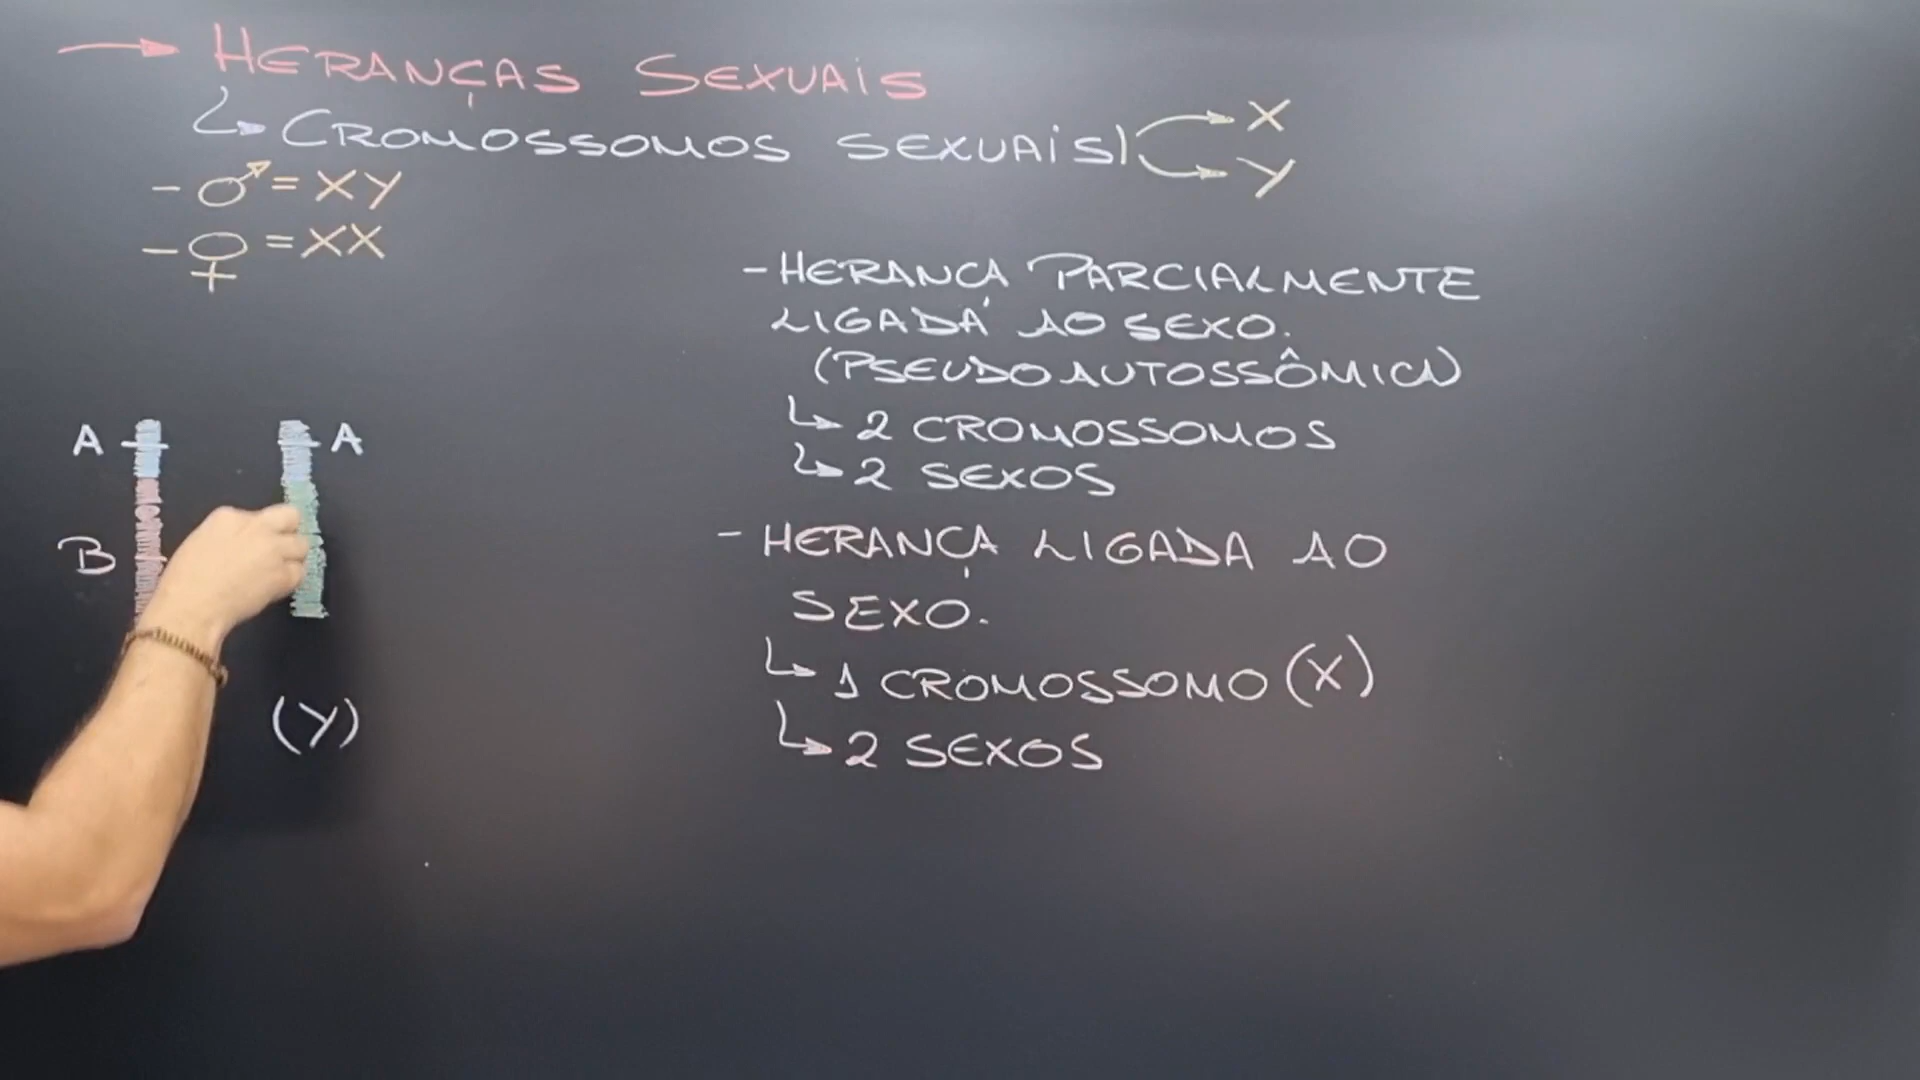 HERANÇAS SEXUAIS
CROMOSSOMOS SEXUAIS
X
Y
- ♂ = XY
- ♀ = XX
- HERANÇA PARCIALMENTE
LIGADA AO SEXO.
(PSEUDOAUTOSSÔMICA)
2 CROMOSSOMOS
2 SEXOS
A A
B
(Y)
- HERANÇA LIGADA AO
SEXO.
1 CROMOSSOMO (X)
2 SEXOS